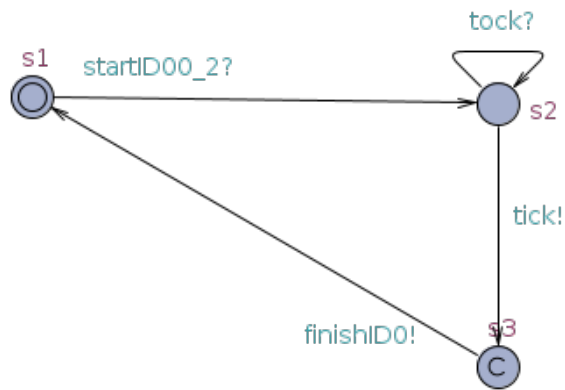 tock?
s1
startID00_2?
s2
tick!
s3
finishID0!
C